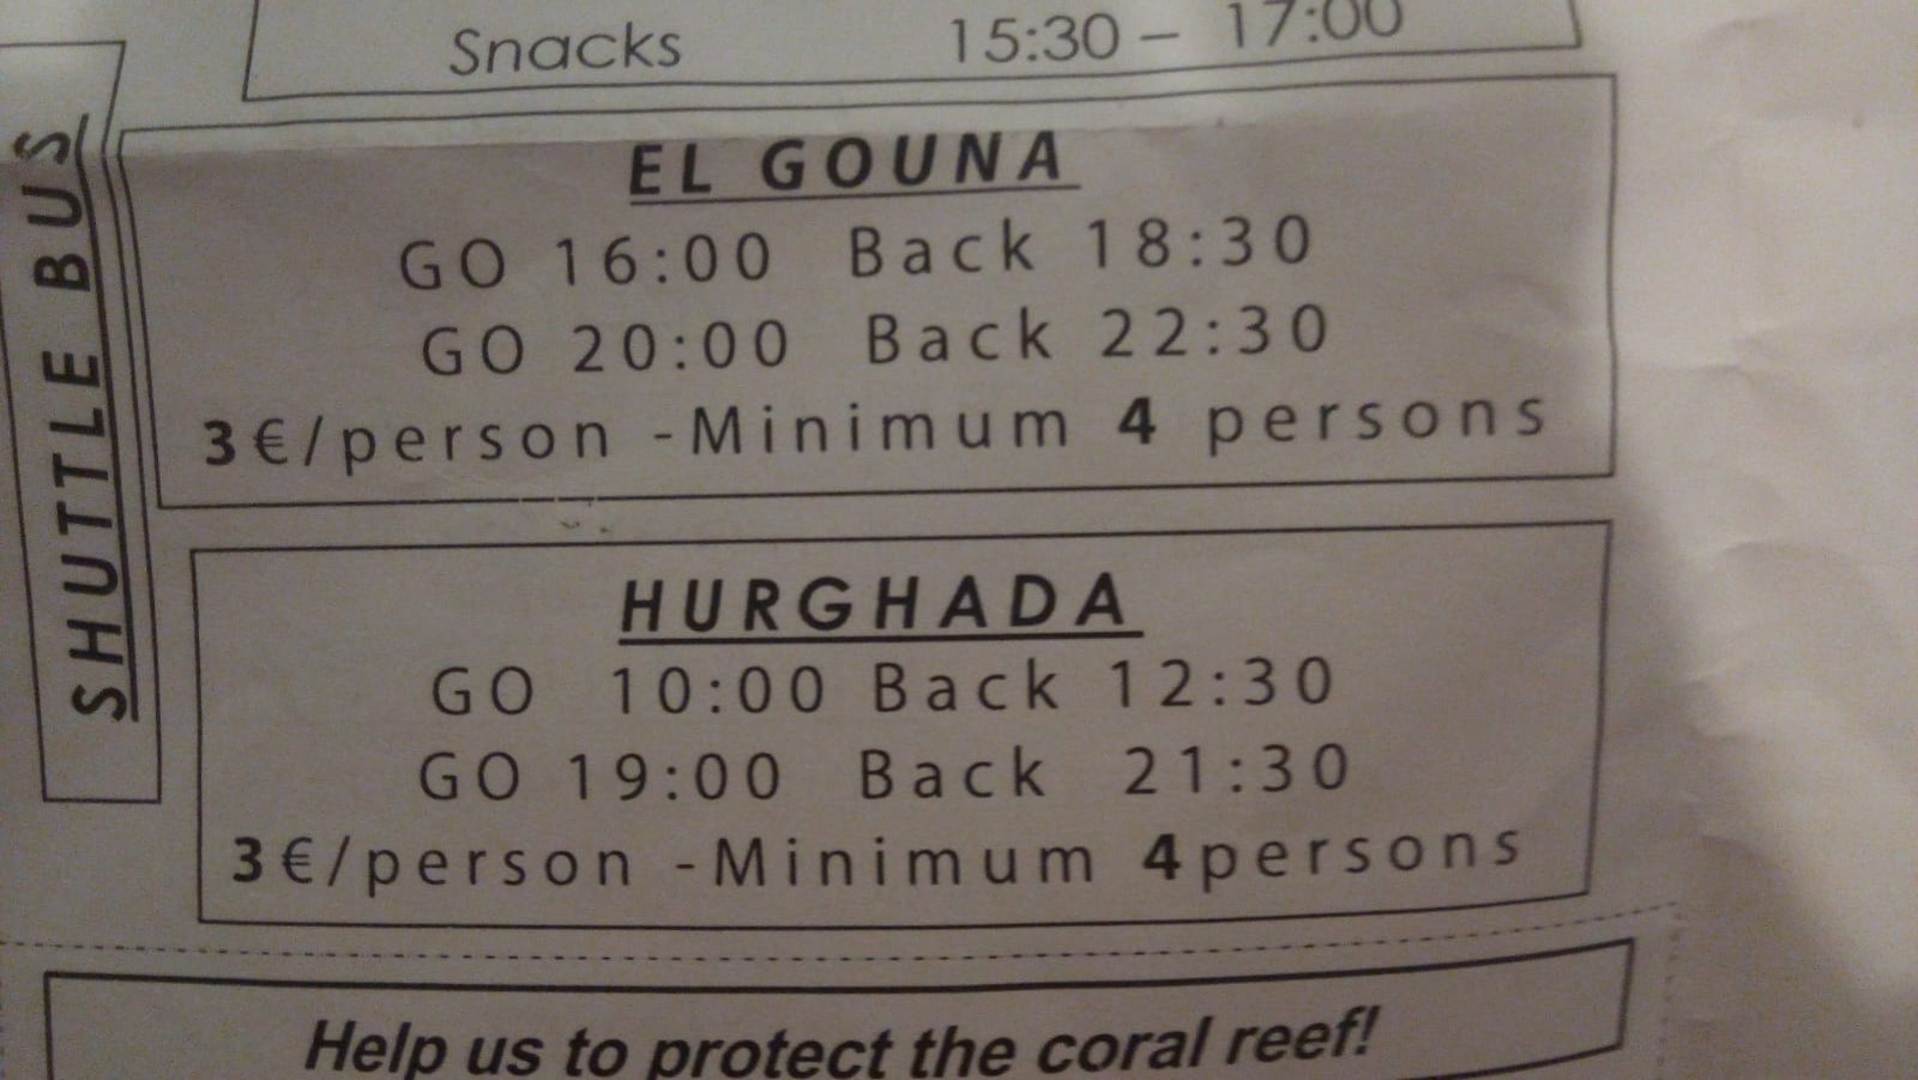 Snacks 15:30 – 17:00
SHUTTLE BUS
EL GOUNA
GO 16:00 Back 18:30
GO 20:00 Back 22:30
3€/person -Minimum 4 persons
HURGHADA
GO 10:00 Back 12:30
GO 19:00 Back 21:30
3€/person -Minimum 4persons
Help us to protect the coral reef!